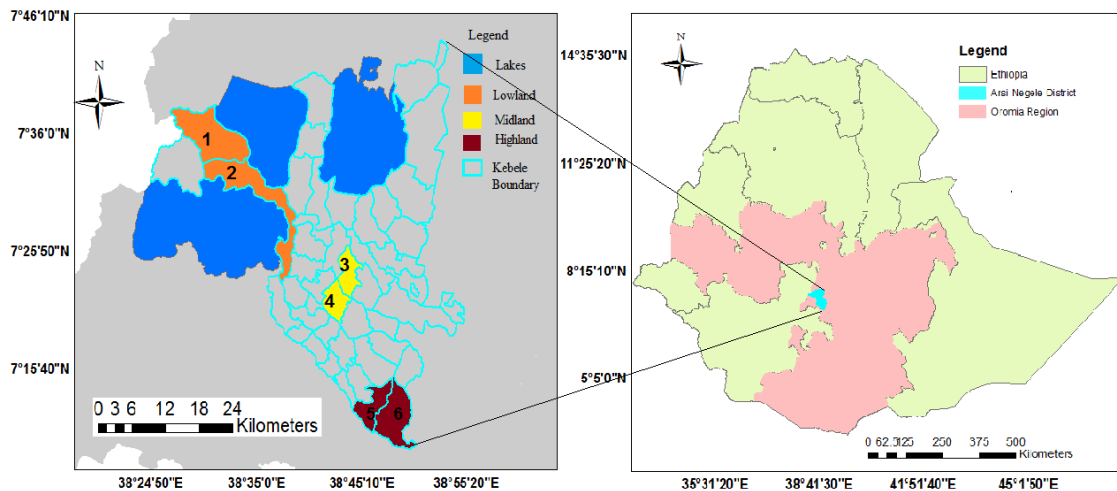 7°46'10"N
7°36'0"N
7°25'50"N
7°15'40"N
N
Legend
Lakes
Lowland
Midland
Highland
Kebele
Boundary
1
2
3
4
5
6
0 3 6 12 18 24
Kilometers
38°24'50"E
38°35'0"E
38°45'10"E
38°55'20"E
14°35'30"N
11°25'20"N
8°15'10"N
5°5'0"N
N
Legend
Ethiopia
Arsi Negele District
Oromia Region
0 62.5125 250 375 500
Kilometers
35°31'20"E
38°41'30"E
41°51'40"E
45°1'50"E